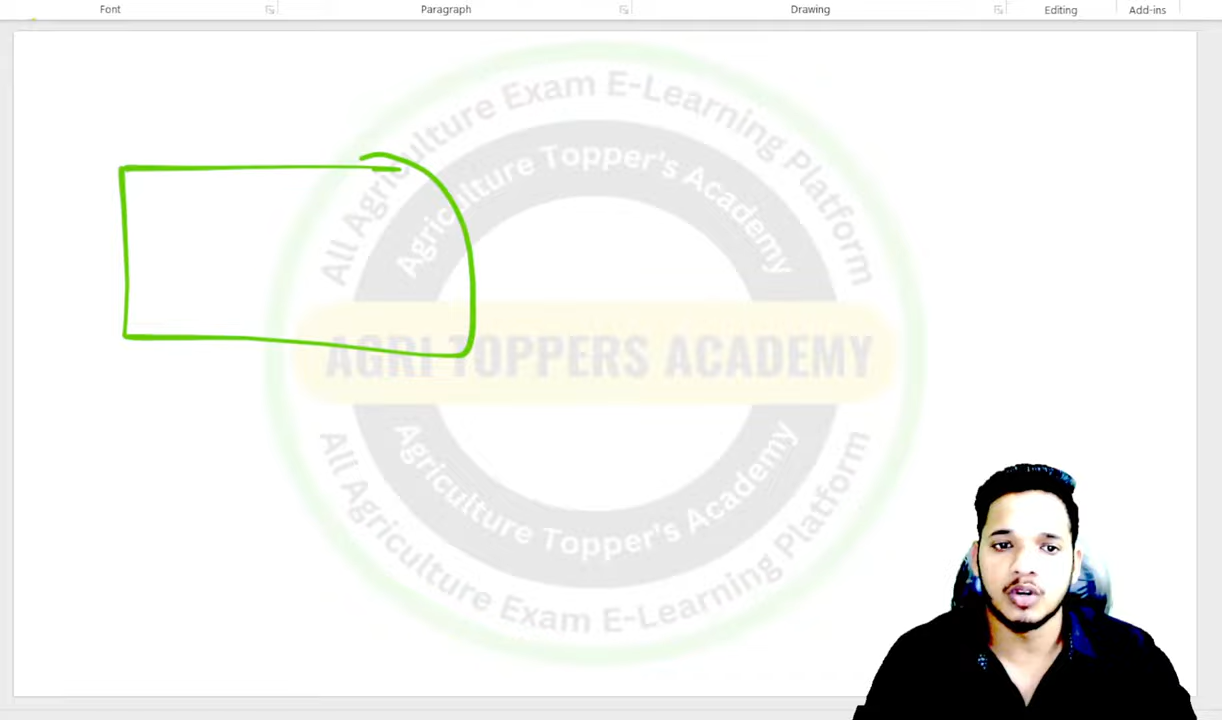 Font Paragraph Drawing Editing Add-ins
All Agriculture Exam E-Learning Platform
Agriculture Topper's Academy
AGRI TOPPERS ACADEMY
Agriculture Topper's Academy
All Agriculture Exam E-Learning Platform